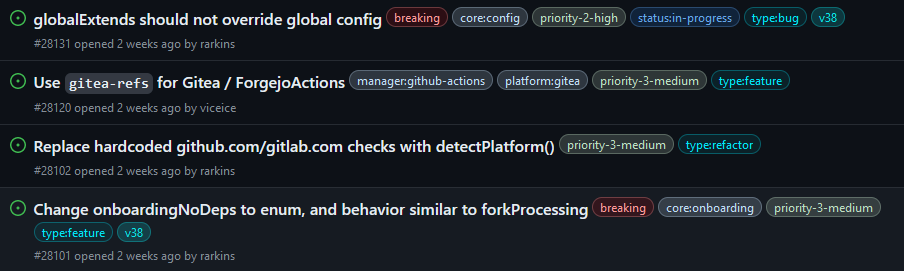 globalExtends should not override global config breaking core:config priority-2-high status:in-progress type:bug v38
#28131 opened 2 weeks ago by rarkins
Use gitea-refs for Gitea / ForgejoActions manager:github-actions platform:gitea priority-3-medium type:feature
#28120 opened 2 weeks ago by viceice
Replace hardcoded github.com/gitlab.com checks with detectPlatform() priority-3-medium type:refactor
#28102 opened 2 weeks ago by rarkins
Change onboardingNoDeps to enum, and behavior similar to forkProcessing breaking core:onboarding priority-3-medium
type:feature v38
#28101 opened 2 weeks ago by rarkins